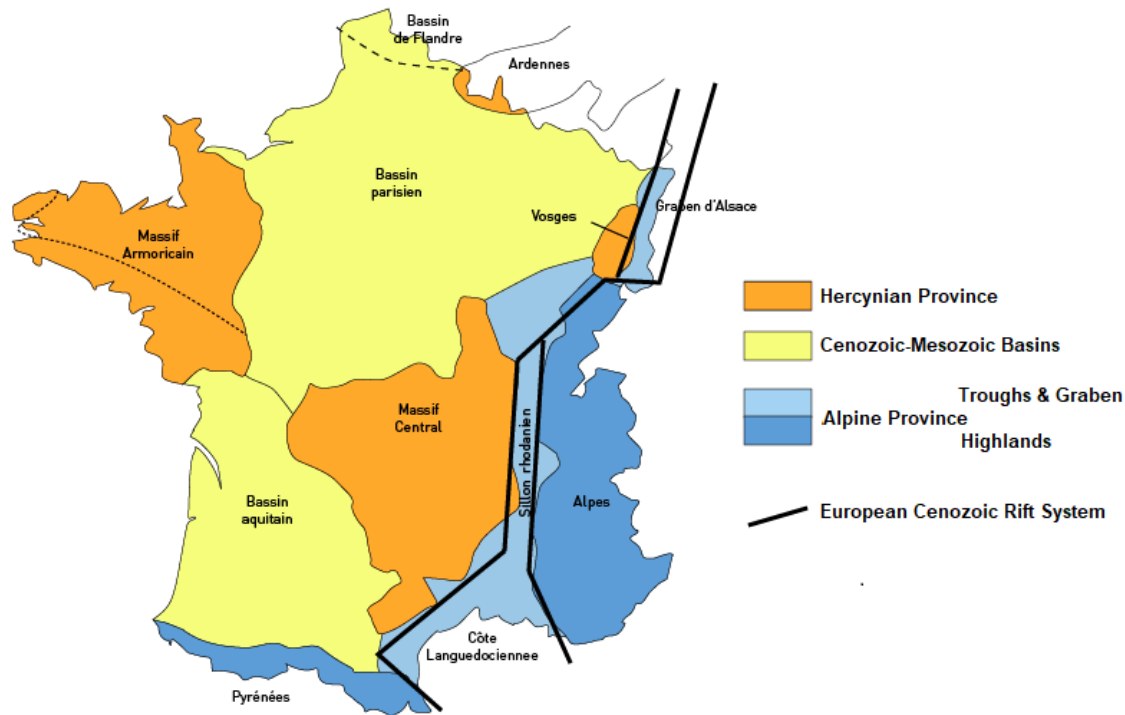 Bassin
de Flandre
Ardennes
Bassin
parisien
Vosges
Graben d'Alsace
Massif
Armoricain
Massif
Central
Sillon rhodanien
Alpes
Bassin
aquitain
Côte
Languedociennee
Pyrénées
Hercynian Province
Cenozoic-Mesozoic Basins
Troughs & Graben
Alpine Province
Highlands
European Cenozoic Rift System